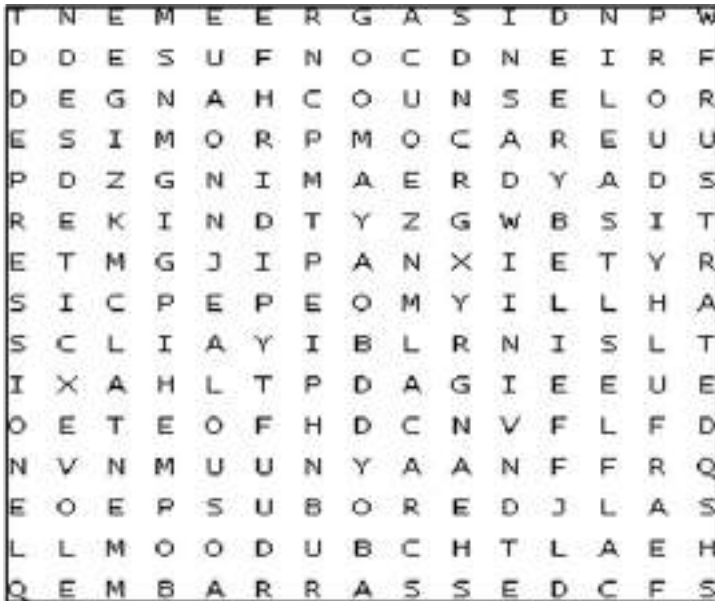 T N E M E E R G A S I D N P W
D D E S U F N O C D N E I R F
D E G N A H C O U N S E L O R
E S I M O R P M O C A R E U U
P D Z G N I M A E R D Y A D S
R E K I N D T Y Z G W B S I T
E T M G J I P A N X I E T Y R
S I C P E P E O M Y I L L H A
S C L I A Y I B L R N I S L T
I X A H L T P D A G I E E U E
O E T E O F H D C N V F L F D
N V N M U U N Y A A N F F R Q
E O E P S U B O R E D J L A S
L L M O O D U B C H T L A E H
Q E M B A R R A S S E D C F S